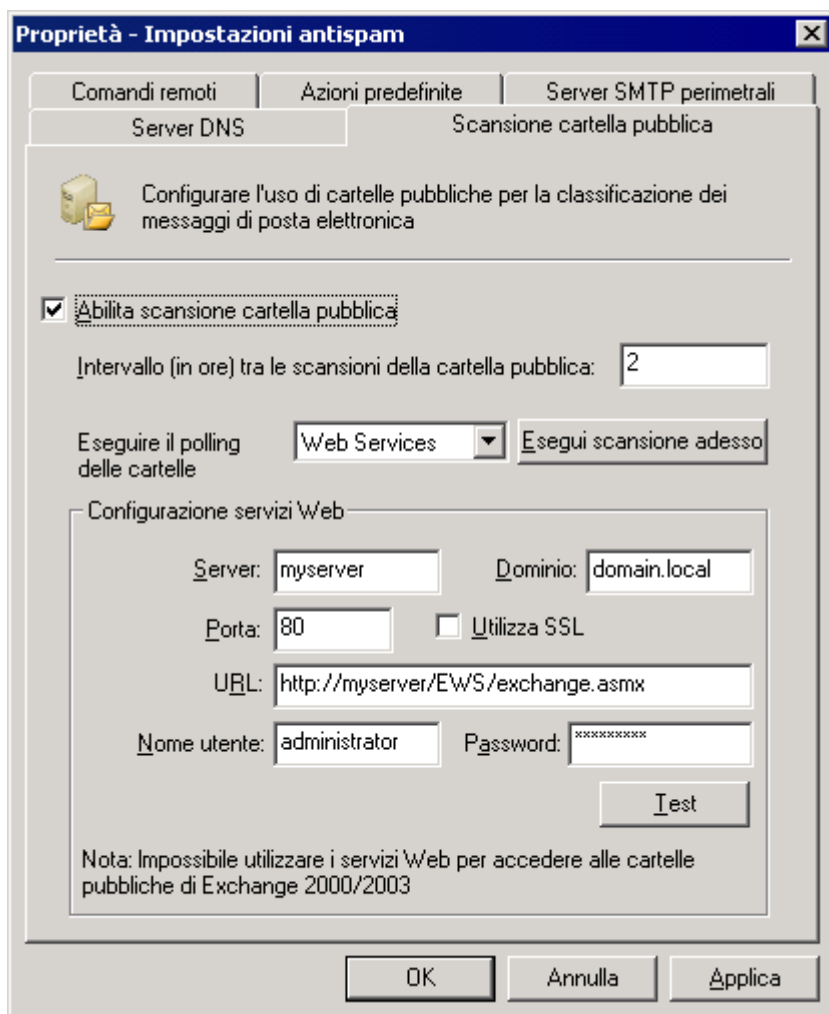 Proprietà - Impostazioni antispam
Comandi remoti
Azioni predefinite
Server SMTP perimetrali
Server DNS
Scansione cartella pubblica
Configurare l'uso di cartelle pubbliche per la classificazione dei
messaggi di posta elettronica
Abilita scansione cartella pubblica
Intervallo (in ore) tra le scansioni della cartella pubblica: 2
Eseguire il polling
delle cartelle
Web Services
Esegui scansione adesso
Configurazione servizi Web
Server: myserver
Dominio: domain.local
Porta: 80
Utilizza SSL
URL: http://myserver/EWS/exchange.asmx
Nome utente: administrator
Password: *********
Test
Nota: Impossibile utilizzare i servizi Web per accedere alle cartelle
pubbliche di Exchange 2000/2003
OK
Annulla
Applica